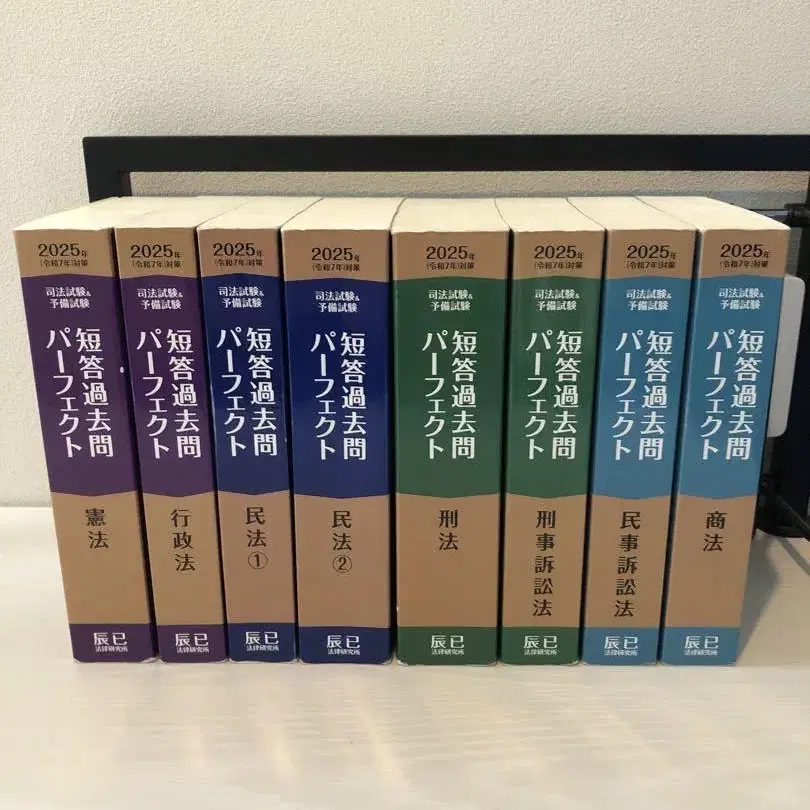 2025年
(令和7年)対策
司法試験&
予備試験
短答過去問
パーフェクト
憲法
辰已
法律研究所
2025年
(令和7年)対策
司法試験&
予備試験
短答過去問
パーフェクト
行政法
辰已
法律研究所
2025年
(令和7年)対策
司法試験&
予備試験
短答過去問
パーフェクト
民法①
辰已
法律研究所
2025年
(令和7年)対策
司法試験&
予備試験
短答過去問
パーフェクト
民法②
辰已
法律研究所
2025年
(令和7年)対策
司法試験&
予備試験
短答過去問
パーフェクト
刑法
辰已
法律研究所
2025年
(令和7年)対策
司法試験&
予備試験
短答過去問
パーフェクト
刑事訴訟法
辰已
法律研究所
2025年
(令和7年)対策
司法試験&
予備試験
短答過去問
パーフェクト
民事訴訟法
辰已
法律研究所
2025年
(令和7年)対策
司法試験&
予備試験
短答過去問
パーフェクト
商法
辰已
法律研究所